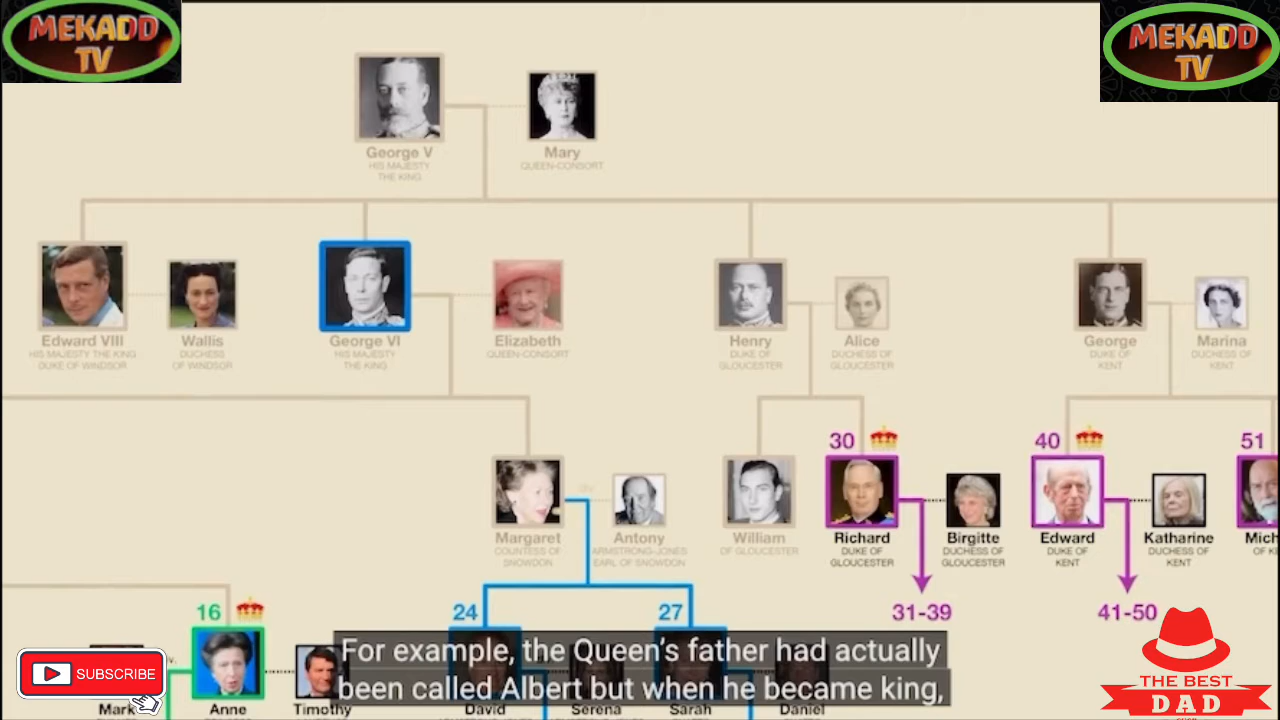 MEKADD
TV
MEKADD
TV
George V
HIS MAJESTY
THE KING
Mary
QUEEN-CONSORT
Edward VIII
HIS MAJESTY THE KING
DUKE OF WINDSOR
Wallis
DUCHESS
OF WINDSOR
George VI
HIS MAJESTY
THE KING
Elizabeth
QUEEN-CONSORT
Henry
DUKE OF
GLOUCESTER
Alice
DUCHESS OF
GLOUCESTER
George
DUKE OF
KENT
Marina
DUCHESS OF
KENT
30
40
51
Margaret
COUNTESS OF
SNOWDON
div.
Antony
ARMSTRONG-JONES
EARL OF SNOWDON
William
OF GLOUCESTER
Richard
DUKE OF
GLOUCESTER
Birgitte
DUCHESS OF
GLOUCESTER
Edward
DUKE OF
KENT
Katharine
DUCHESS OF
KENT
Mich
OF K
16
24
27
31-39
41-50
For example, the Queen's father had actually
been called Albert but when he became king,
SUBSCRIBE
Mark
Anne
Timothy
David
Serena
Sarah
Daniel
THE BEST
DAD